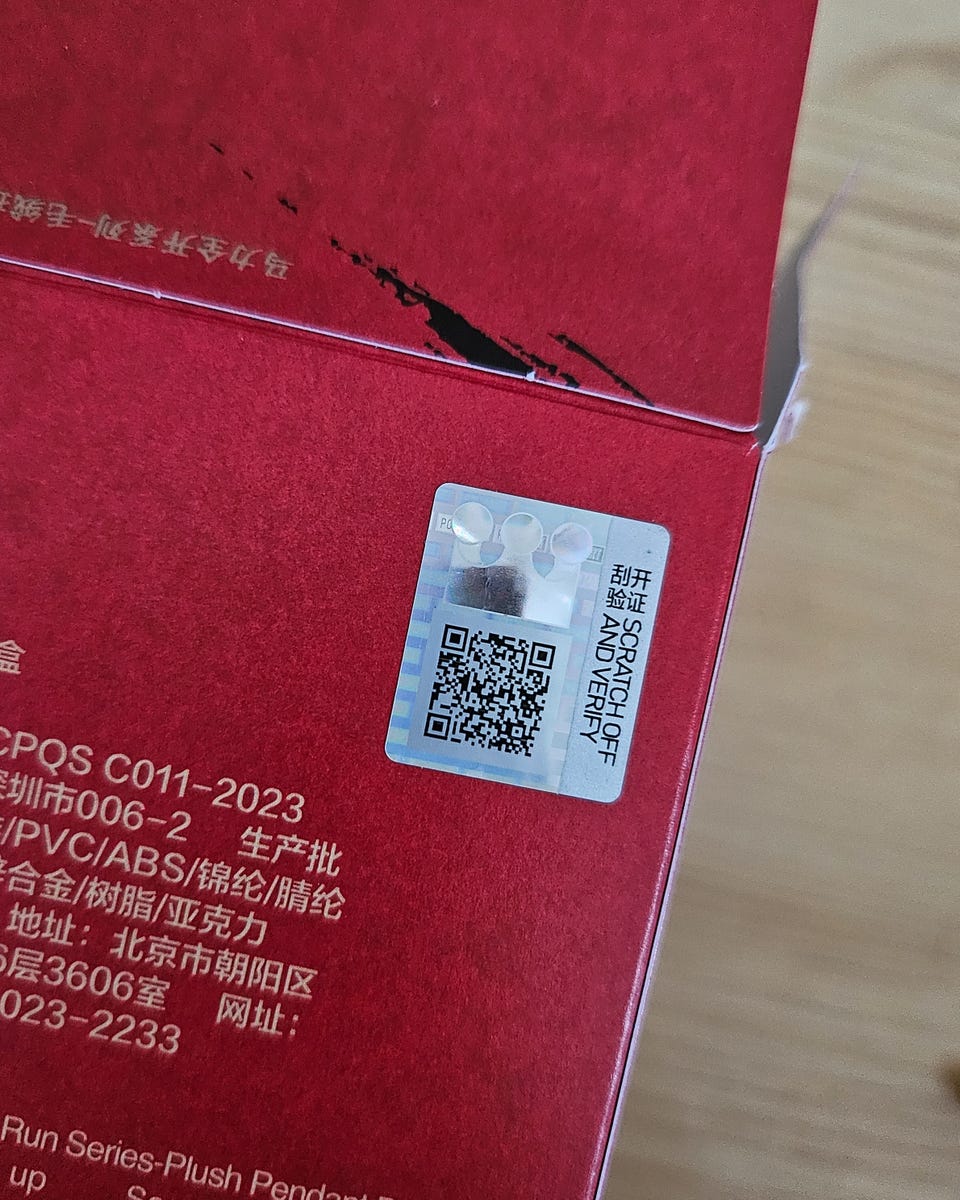 马力全开系列-毛绒
PO
刮开 SCRATCH OFF
验证 AND VERIFY
盒
CPQS C011-2023
深圳市006-2 生产批
/PVC/ABS/锦纶/腈纶
锌合金/树脂/亚克力
地址：北京市朝阳区
6层3606室 网址：
023-2233
Run Series-Plush Pendant
up